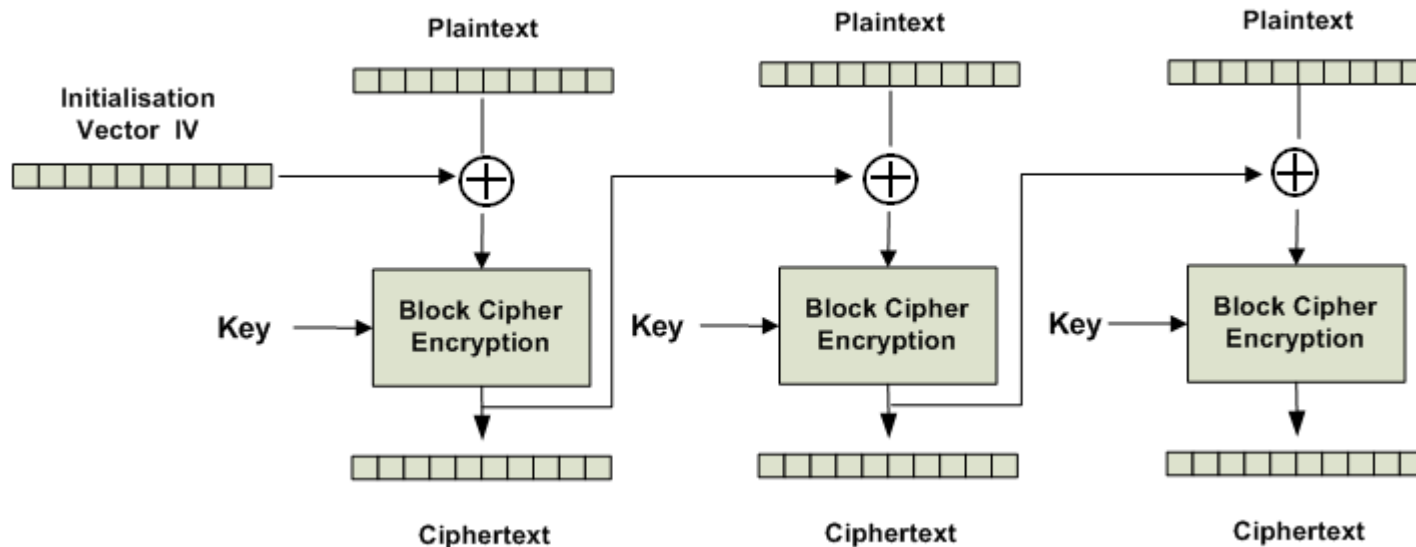 Plaintext
Plaintext
Plaintext
Initialisation
Vector IV
Key
Block Cipher
Encryption
Key
Block Cipher
Encryption
Key
Block Cipher
Encryption
Ciphertext
Ciphertext
Ciphertext